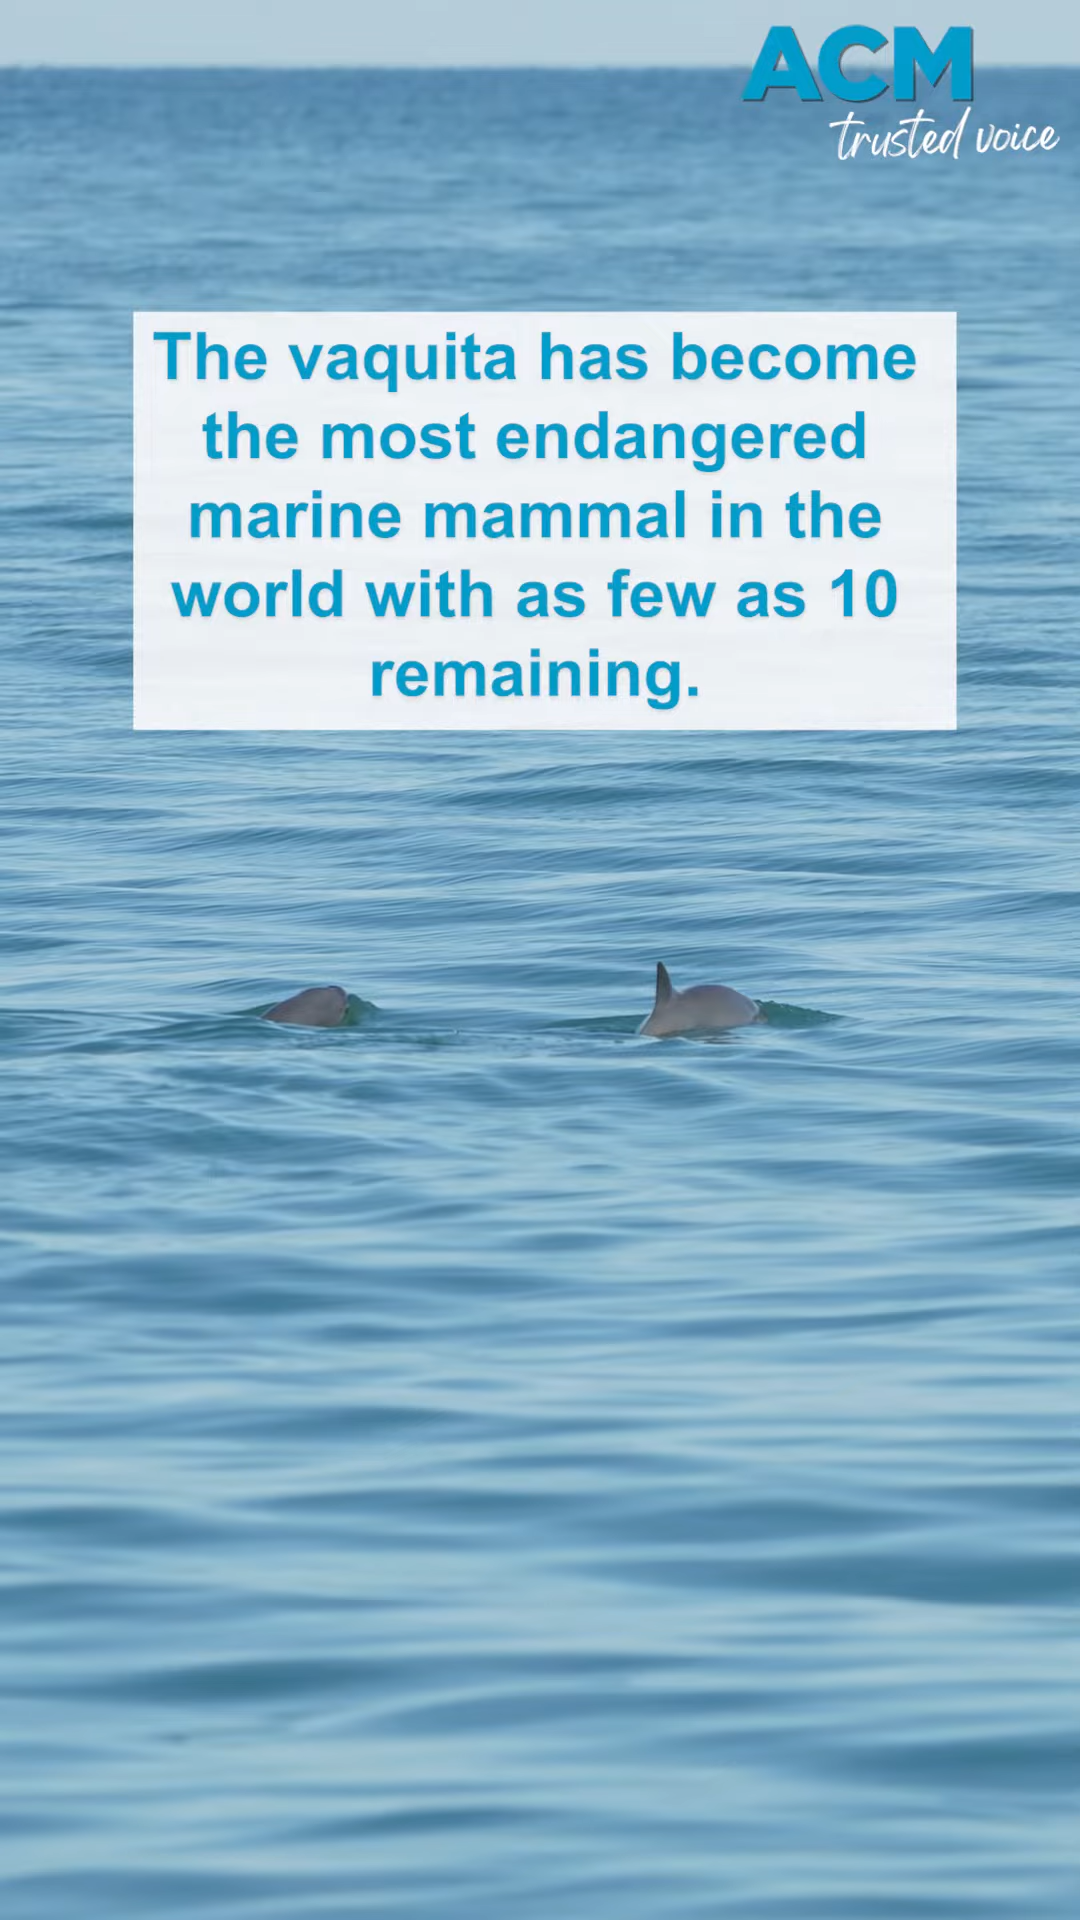 ACM
trusted voice
The vaquita has become
the most endangered
marine mammal in the
world with as few as 10
remaining.